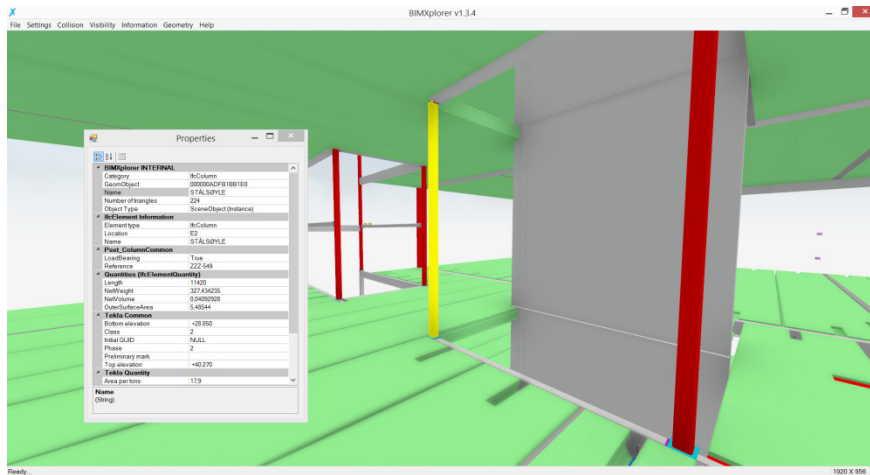 BIMXplorer v1.3.4
File Settings Collision Visibility Information Geometry Help
Properties
BIMXplorer INTERNAL
Category IfcColumn
GeomObject 000000ADFB1BB1E0
Name STÅLSØYLE
Number of triangles 224
Object Type SceneObject (Instance)
IfcElement Information
Element type IfcColumn
Location E2
Name STÅLSØYLE
Pset_ColumnCommon
LoadBearing True
Reference ZZZ-549
Quantities (IfcElementQuantity)
Length 11420
NetWeight 327,434235
NetVolume 0,04092928
OuterSurfaceArea 5,48544
Tekla Common
Bottom elevation +28.850
Class 2
Initial GUID NULL
Phase 2
Preliminary mark
Top elevation +40.270
Tekla Quantity
Area per tons 17,9
Name
(String)
Ready...
1920 X 956